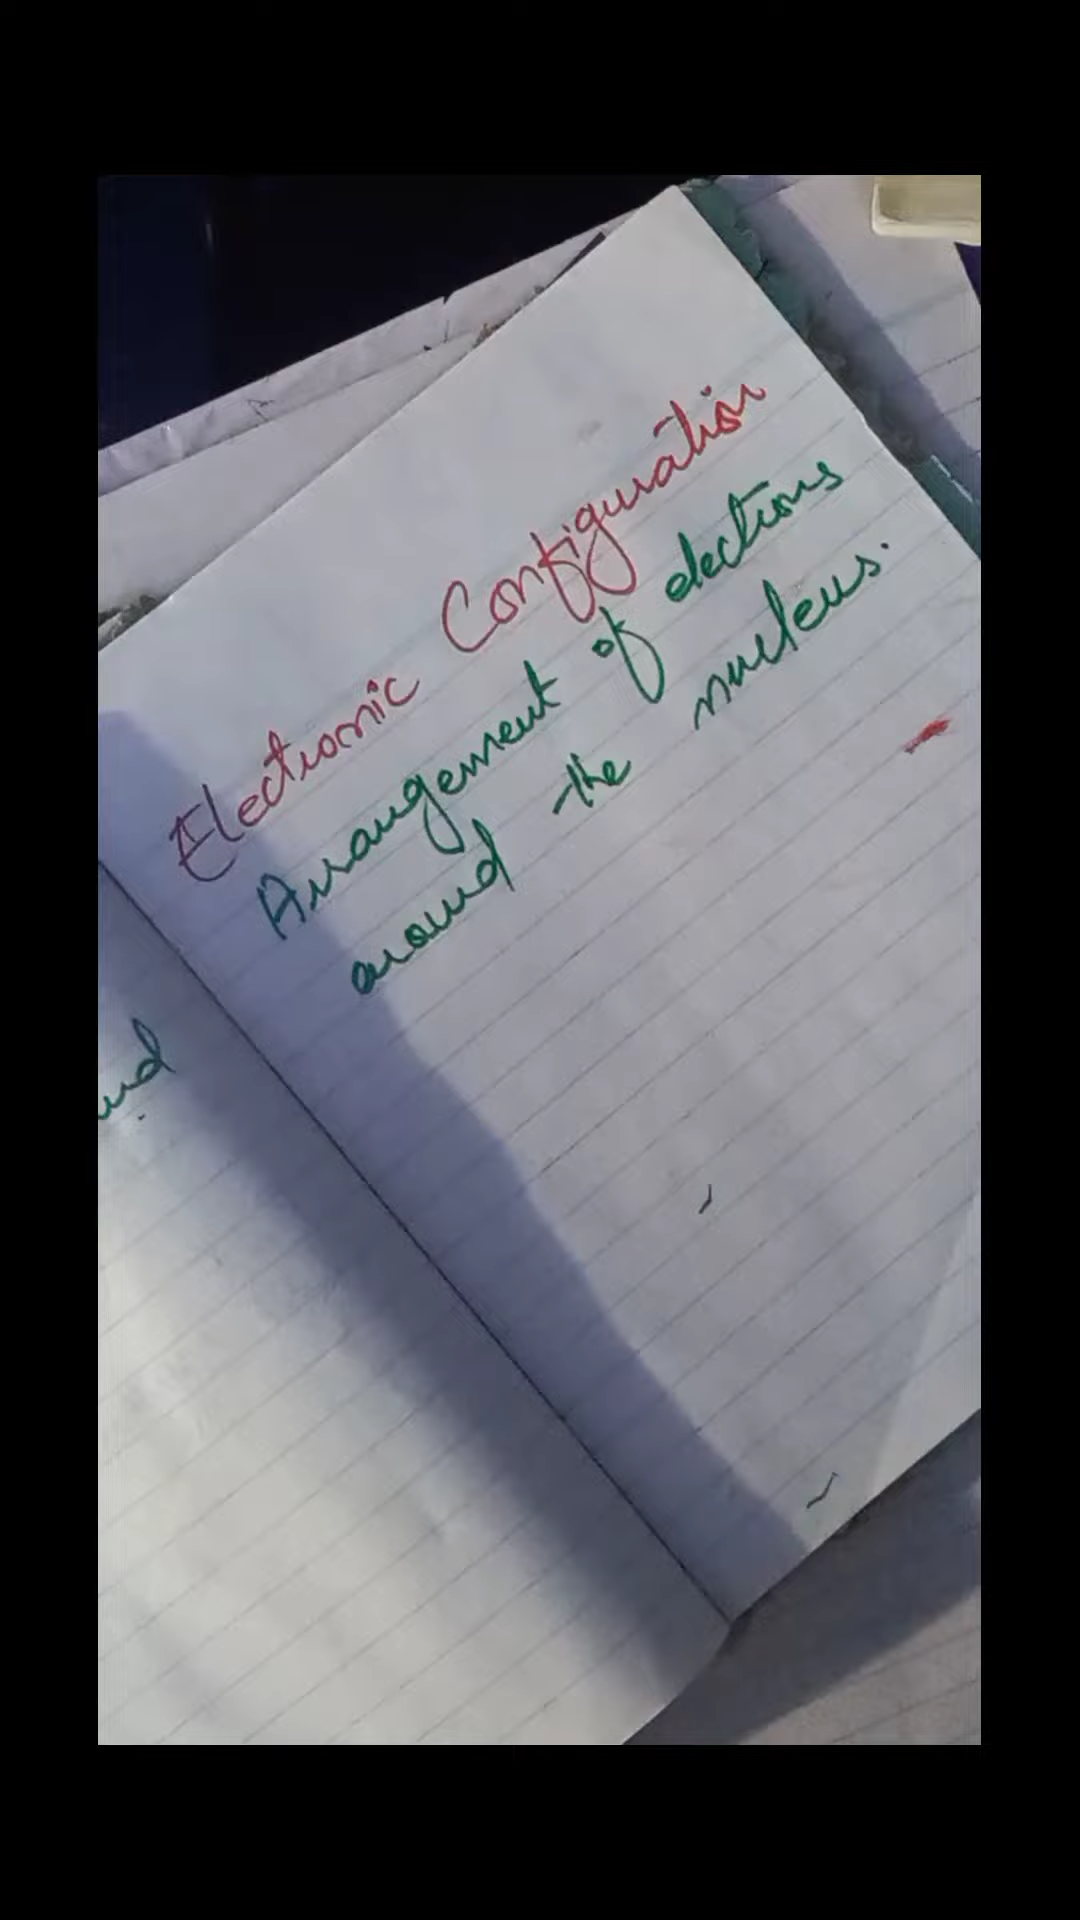 Electronic Configuration
Arrangement of electrons
around the nucleus.